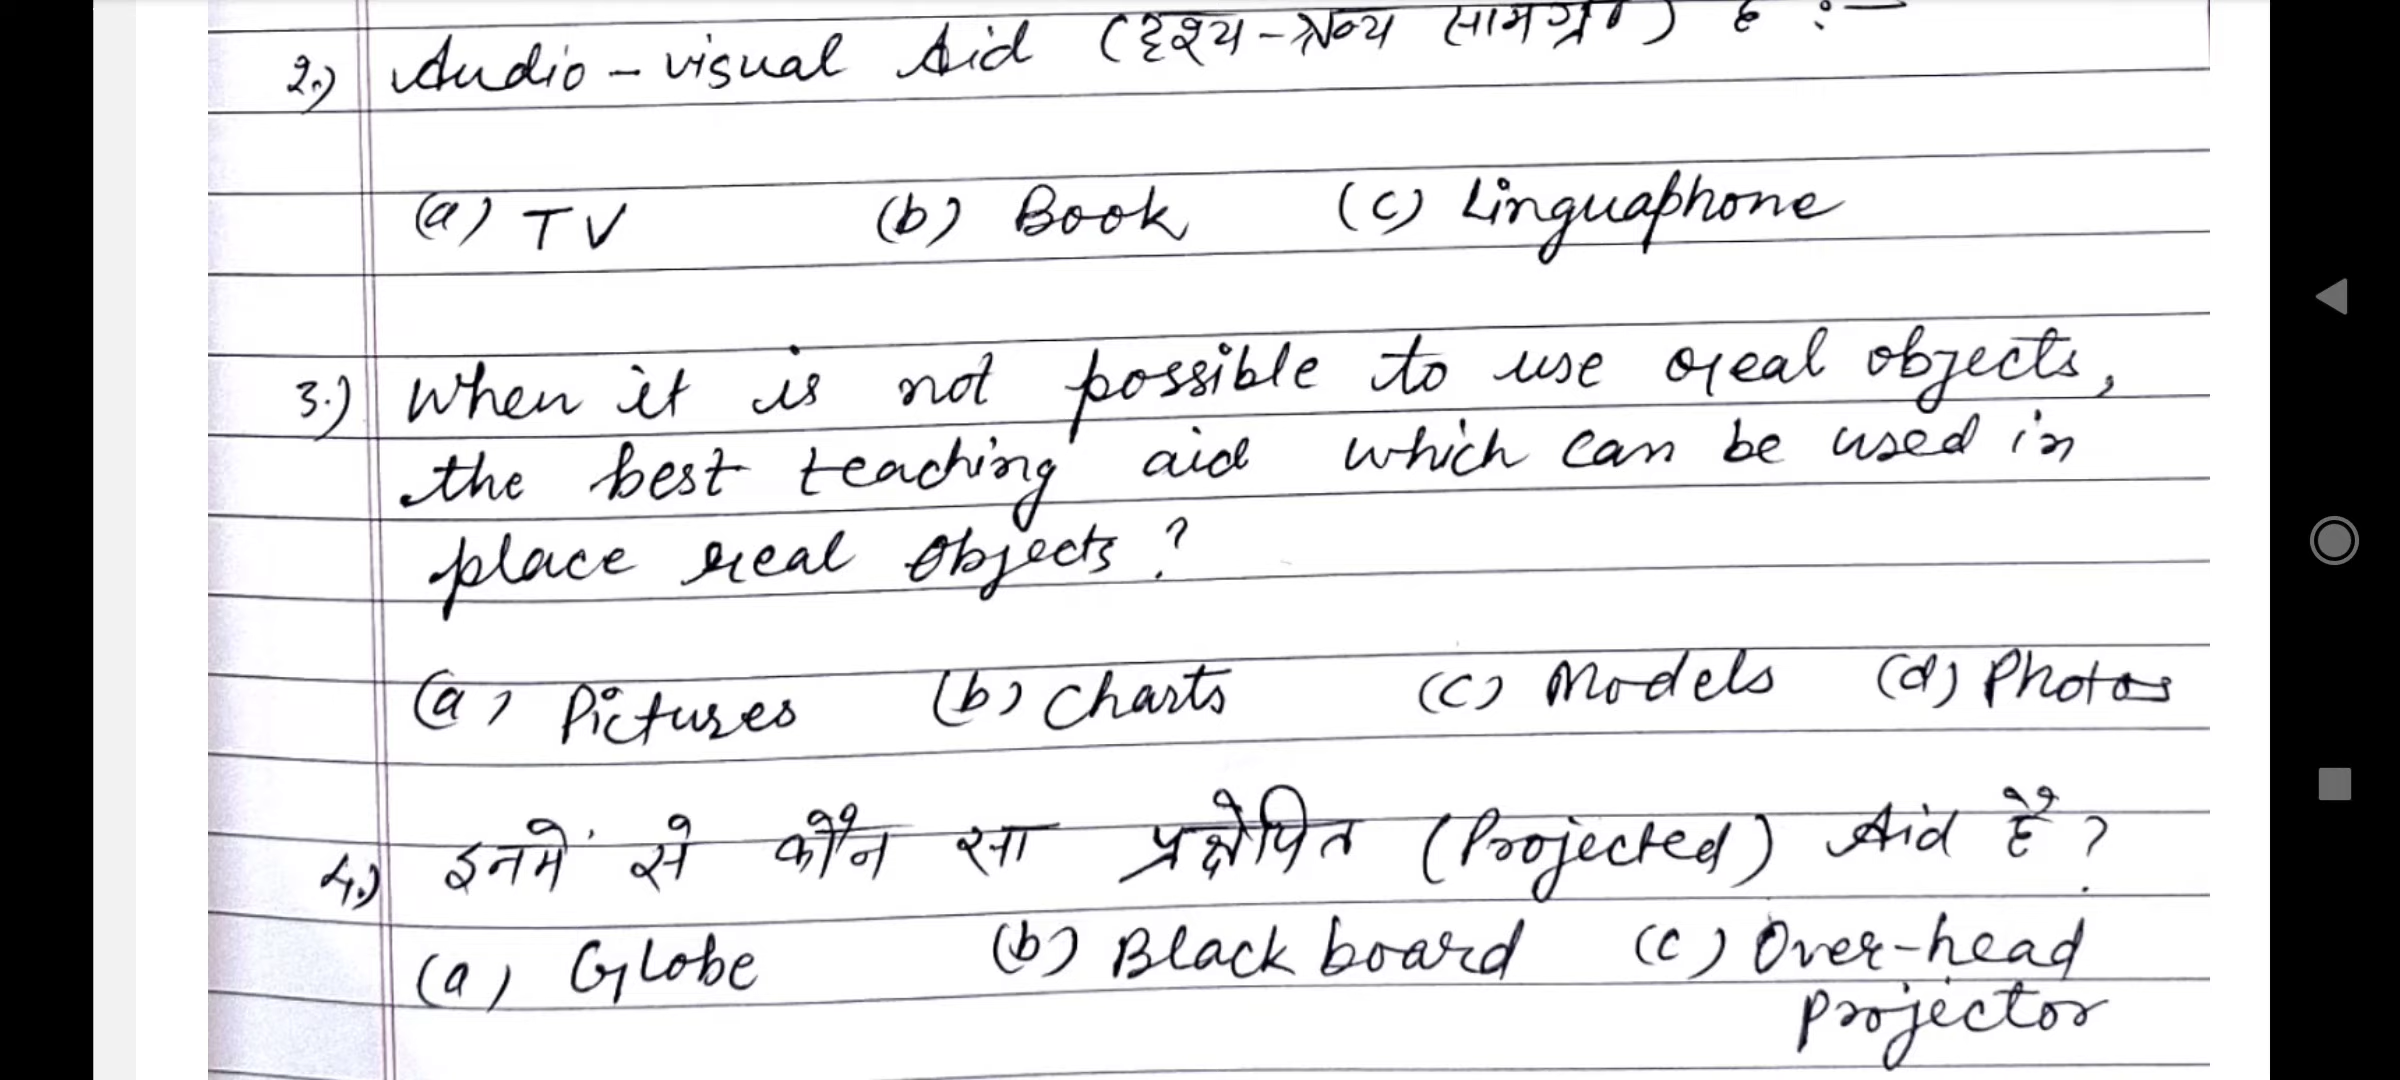 2.) Audio - visual Aid (दृश्य - श्रव्य सामग्री) है :-
(a) TV (b) Book (c) Linguaphone
3.) When it is not possible to use real objects,
the best teaching aid which can be used in
place real objects ?
(a) Pictures (b) Charts (c) Models (d) Photos
4.) इनमें से कौन सा प्रक्षेपित (Projected) Aid है ?
(a) Globe (b) Black board (c) Over-head
Projector